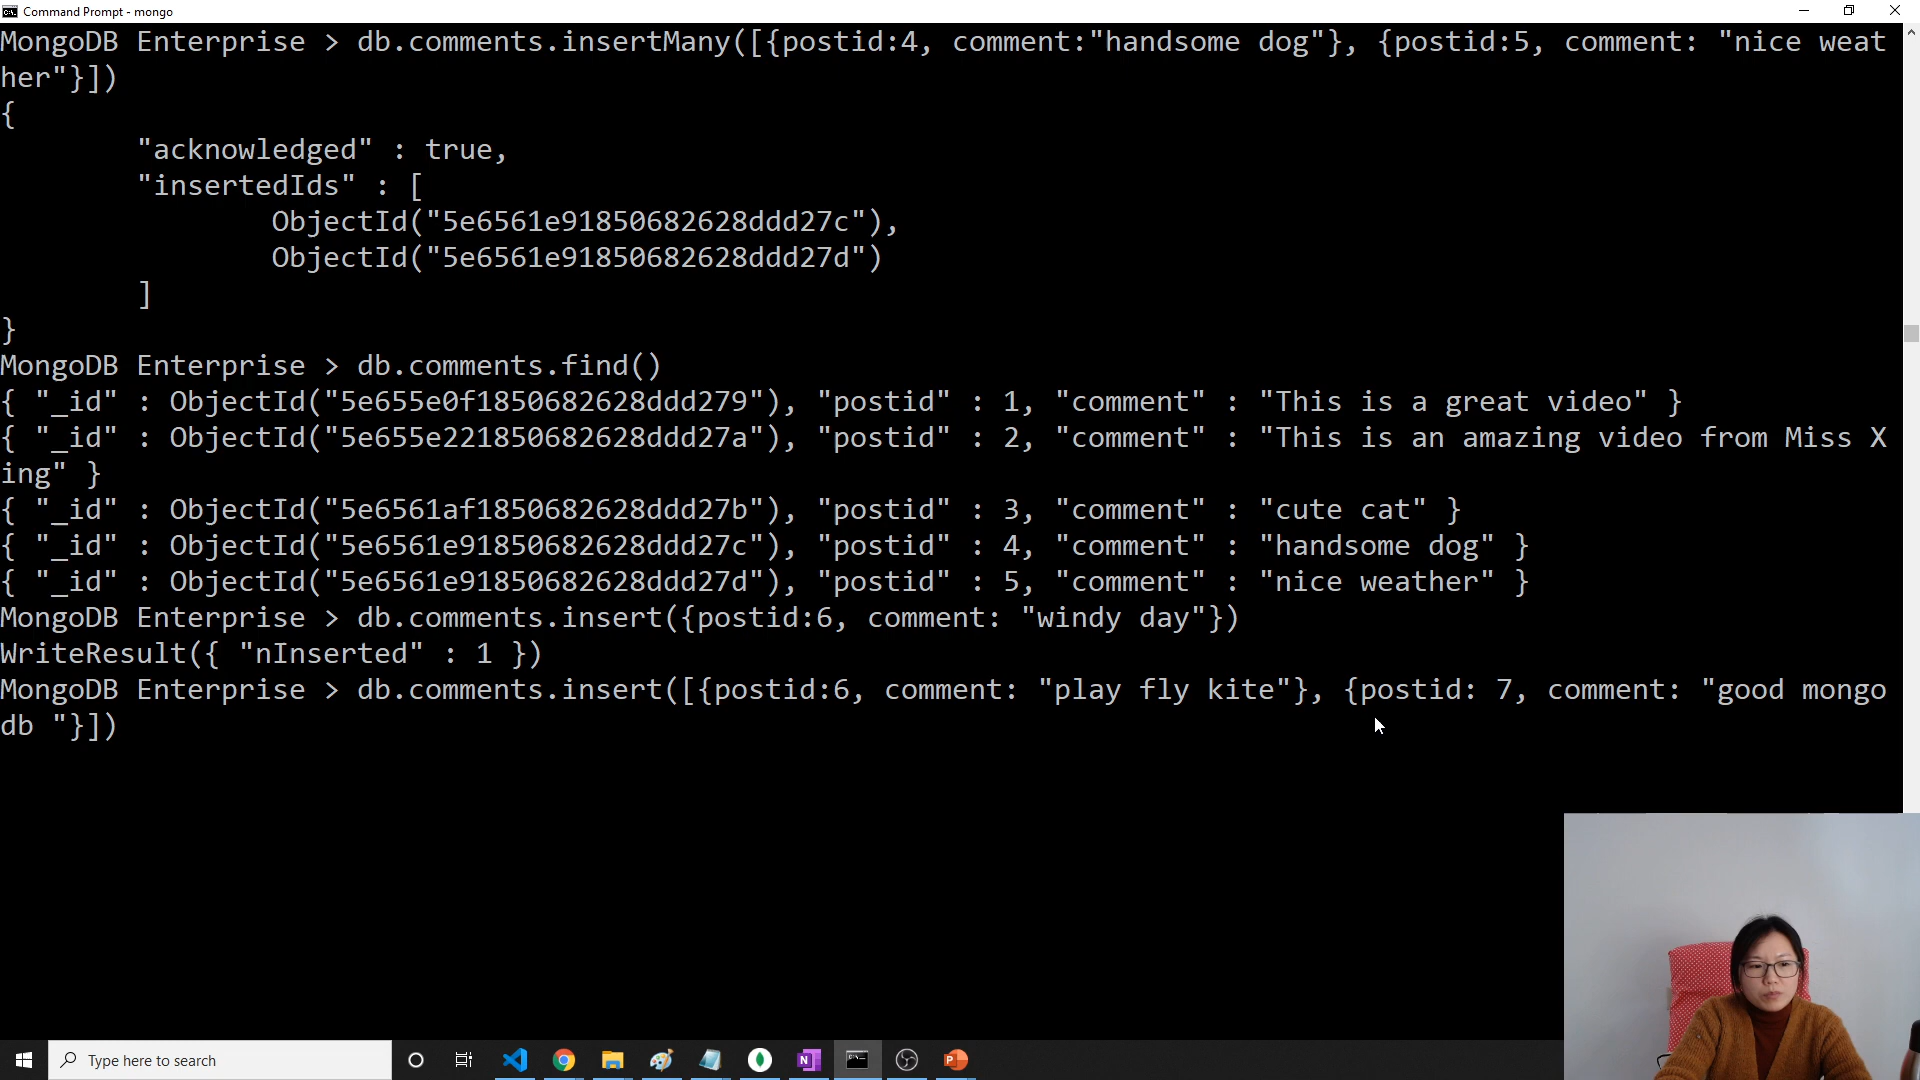 Command Prompt - mongo
MongoDB Enterprise > db.comments.insertMany([{postid:4, comment:"handsome dog"}, {postid:5, comment: "nice weat
her"}])
{
"acknowledged" : true,
"insertedIds" : [
ObjectId("5e6561e91850682628ddd27c"),
ObjectId("5e6561e91850682628ddd27d")
]
}
MongoDB Enterprise > db.comments.find()
{ "_id" : ObjectId("5e655e0f1850682628ddd279"), "postid" : 1, "comment" : "This is a great video" }
{ "_id" : ObjectId("5e655e221850682628ddd27a"), "postid" : 2, "comment" : "This is an amazing video from Miss X
ing" }
{ "_id" : ObjectId("5e6561af1850682628ddd27b"), "postid" : 3, "comment" : "cute cat" }
{ "_id" : ObjectId("5e6561e91850682628ddd27c"), "postid" : 4, "comment" : "handsome dog" }
{ "_id" : ObjectId("5e6561e91850682628ddd27d"), "postid" : 5, "comment" : "nice weather" }
MongoDB Enterprise > db.comments.insert({postid:6, comment: "windy day"})
WriteResult({ "nInserted" : 1 })
MongoDB Enterprise > db.comments.insert([{postid:6, comment: "play fly kite"}, {postid: 7, comment: "good mongo
db "}])
Type here to search